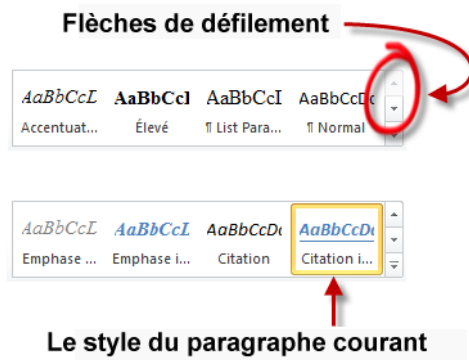 Flèches de défilement
AaBbCcL AaBbCcI AaBbCcI AaBbCcDc
Accentuat... Élevé ¶ List Para... ¶ Normal
AaBbCcL AaBbCcL AaBbCcDc AaBbCcDc
Emphase ... Emphase i... Citation Citation i...
Le style du paragraphe courant